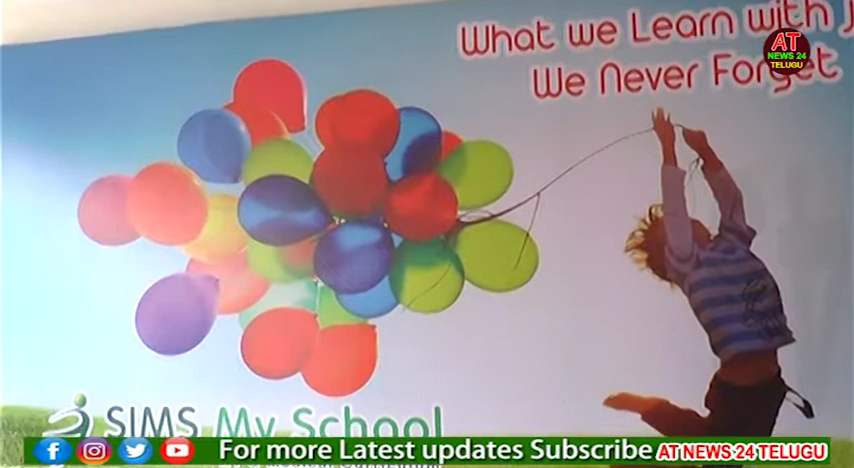 What we Learn with J
We Never Forget
AT
NEWS 24
TELUGU
SIMS My School
For more Latest updates Subscribe AT NEWS 24 TELUGU